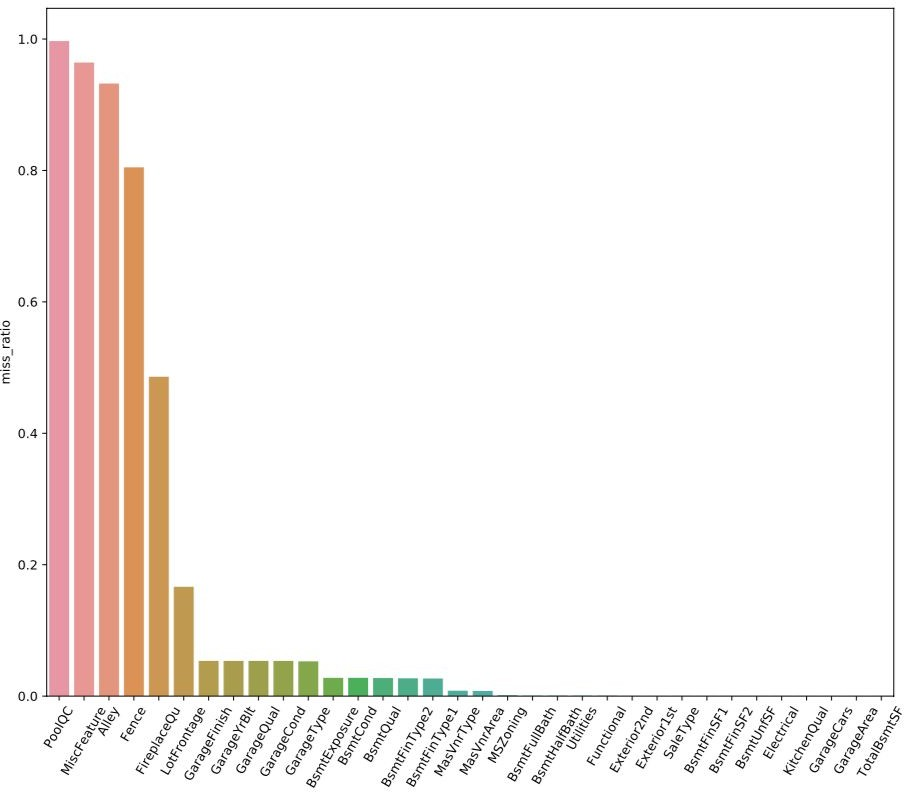 miss_ratio
1.0
0.8
0.6
0.4
0.2
0.0
PoolQC
MiscFeature
Alley
Fence
FireplaceQu
LotFrontage
GarageFinish
GarageYrBlt
GarageQual
GarageCond
GarageType
BsmtExposure
BsmtCond
BsmtQual
BsmtFinType2
BsmtFinType1
MasVnrType
MasVnrArea
MSZoning
BsmtFullBath
BsmtHalfBath
Utilities
Functional
Exterior2nd
Exterior1st
SaleType
BsmtFinSF1
BsmtFinSF2
BsmtUnfSF
Electrical
KitchenQual
GarageCars
GarageArea
TotalBsmtSF